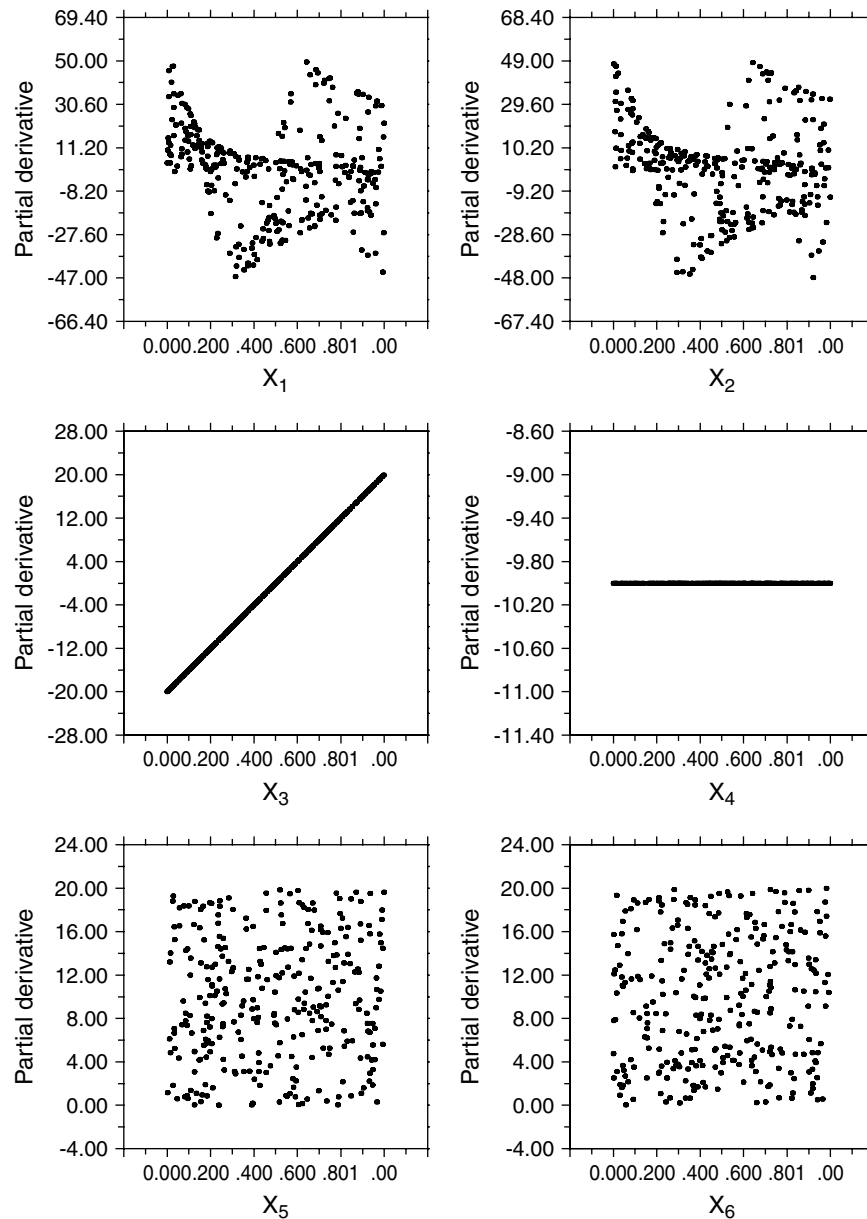 69.40
50.00
30.60
11.20
-8.20
-27.60
-47.00
-66.40
Partial derivative
0.000.200 .400 .600 .801 .00
X1
68.40
49.00
29.60
10.20
-9.20
-28.60
-48.00
-67.40
Partial derivative
0.000.200 .400 .600 .801 .00
X2
28.00
20.00
12.00
4.00
-4.00
-12.00
-20.00
-28.00
Partial derivative
0.000.200 .400 .600 .801 .00
X3
-8.60
-9.00
-9.40
-9.80
-10.20
-10.60
-11.00
-11.40
Partial derivative
0.000.200 .400 .600 .801 .00
X4
24.00
20.00
16.00
12.00
8.00
4.00
0.00
-4.00
Partial derivative
0.000.200 .400 .600 .801 .00
X5
24.00
20.00
16.00
12.00
8.00
4.00
0.00
-4.00
Partial derivative
0.000.200 .400 .600 .801 .00
X6